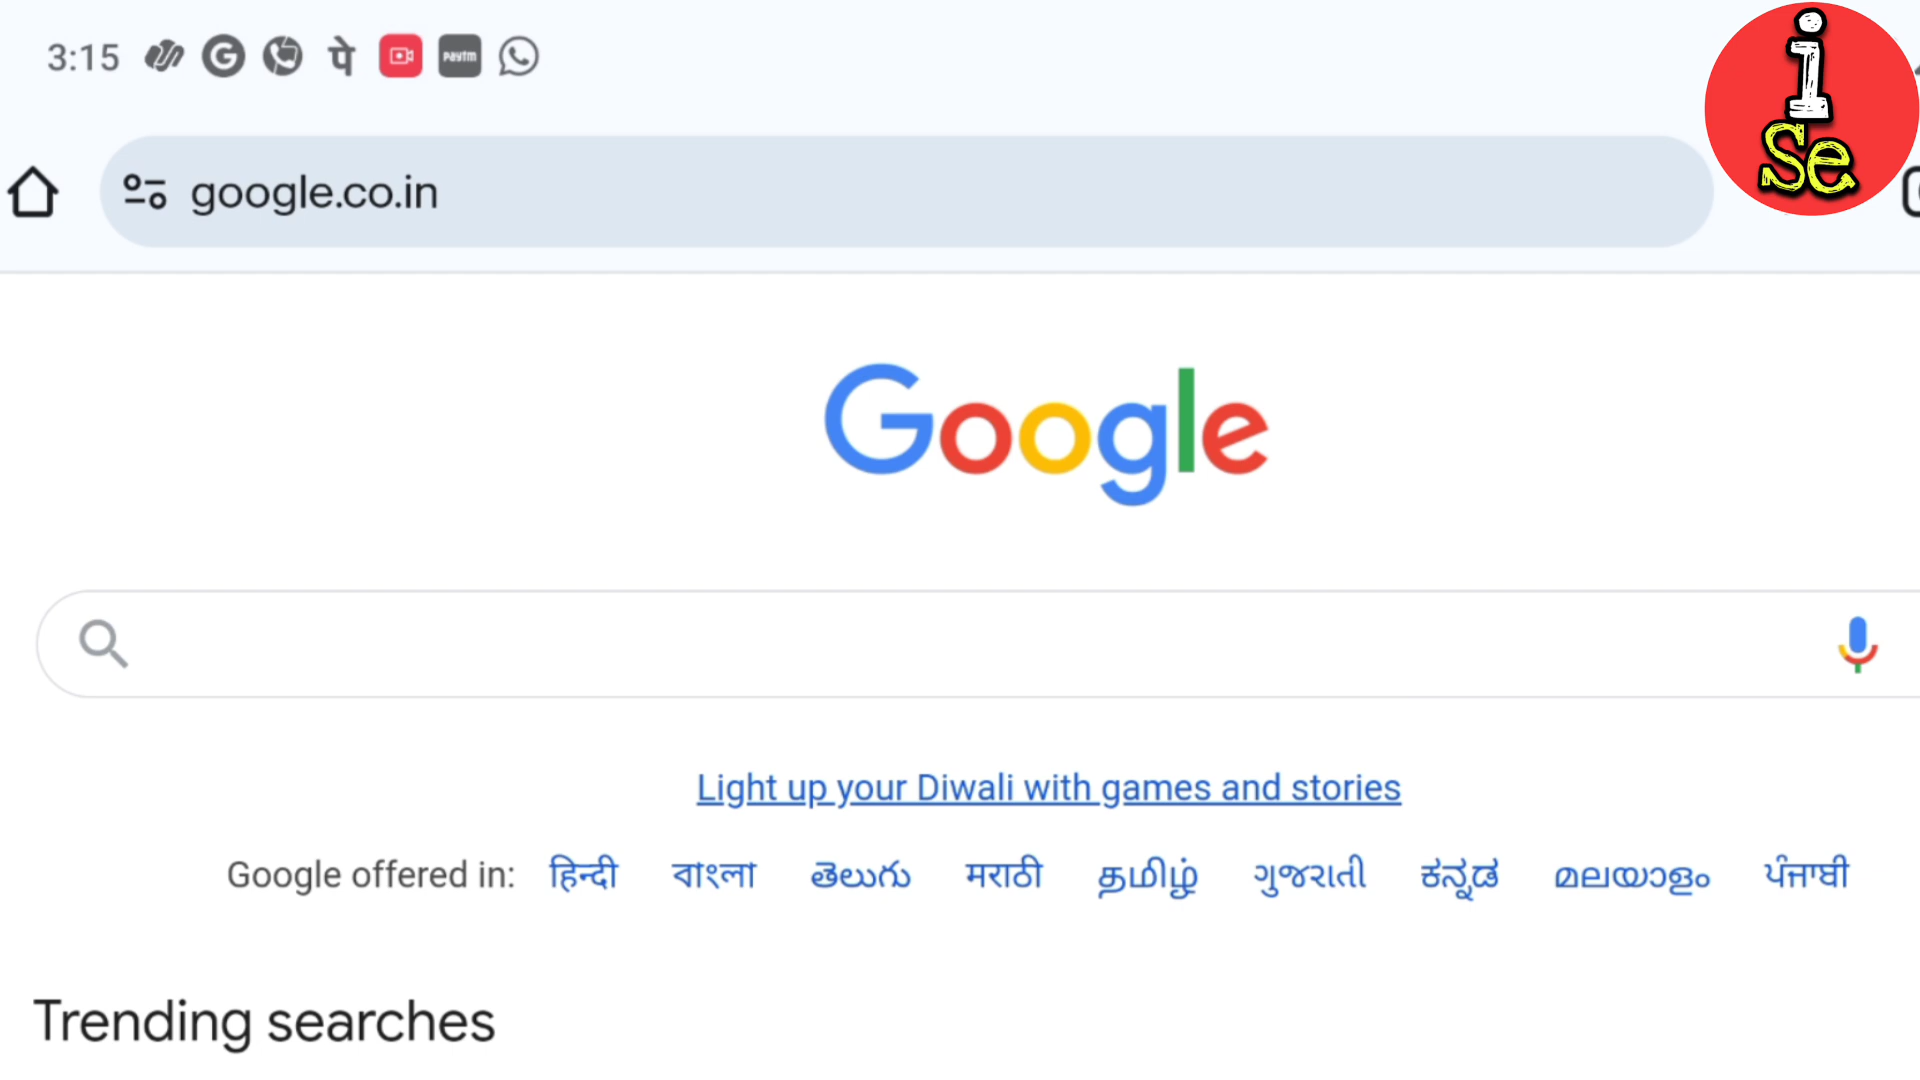 3:15 पे Paytm
i
Se
google.co.in
Google
Light up your Diwali with games and stories
Google offered in: हिन्दी বাংলা తెలుగు मराठी தமிழ் ગુજરાતી ಕನ್ನಡ മലയാളം ਪੰਜਾਬੀ
Trending searches